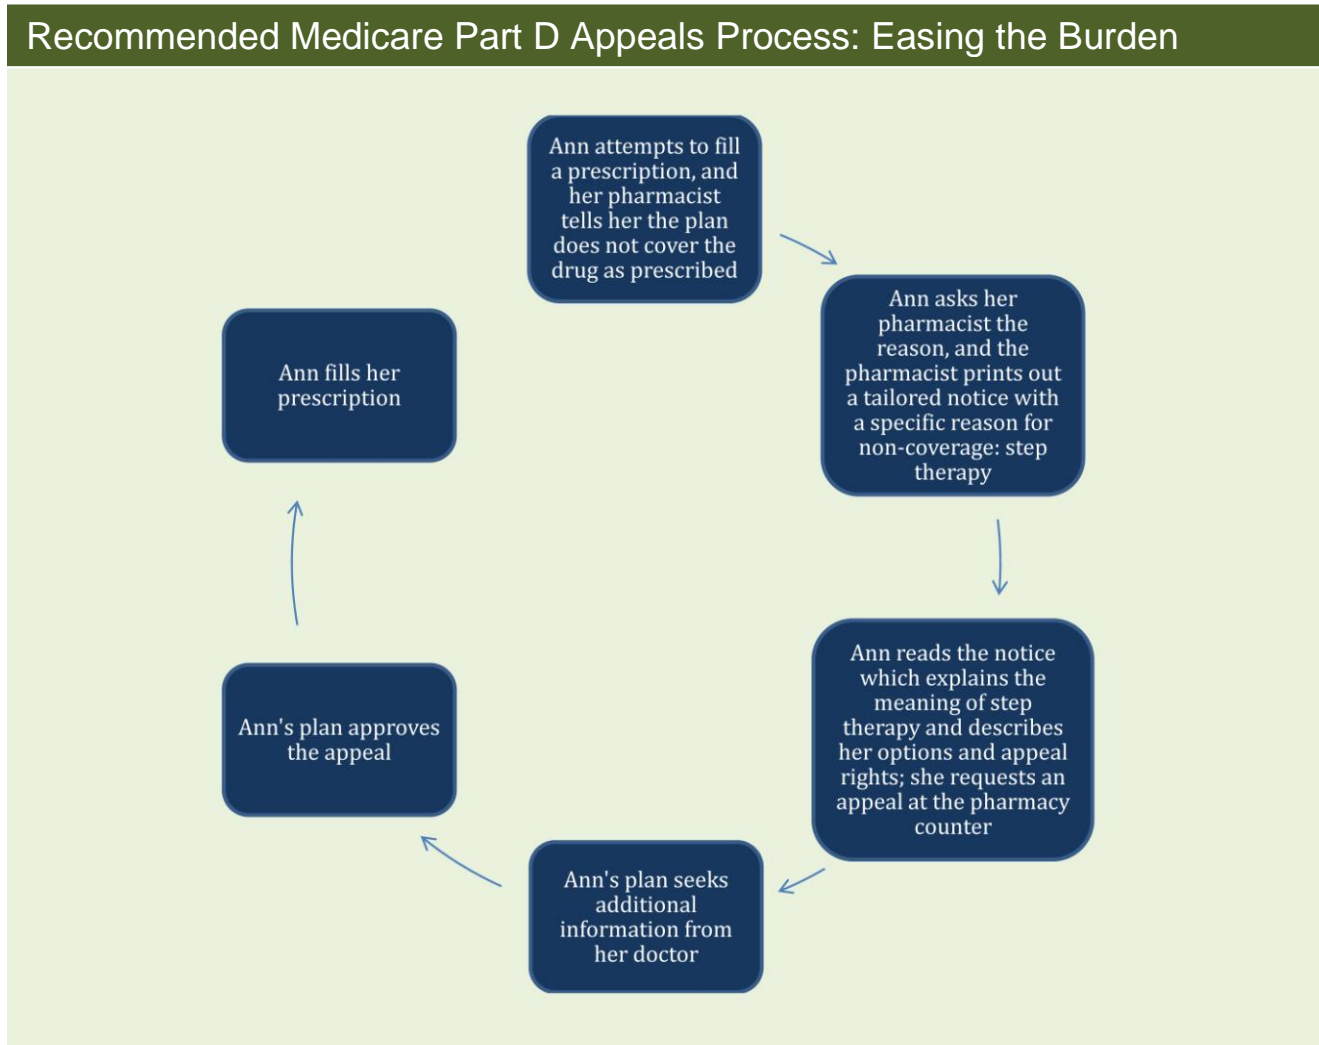 Recommended Medicare Part D Appeals Process: Easing the Burden
Ann attempts to fill
a prescription, and
her pharmacist
tells her the plan
does not cover the
drug as prescribed
Ann asks her
pharmacist the
reason, and the
pharmacist prints out
a tailored notice with
a specific reason for
non-coverage: step
therapy
Ann reads the notice
which explains the
meaning of step
therapy and describes
her options and appeal
rights; she requests an
appeal at the pharmacy
counter
Ann's plan seeks
additional
information from
her doctor
Ann's plan approves
the appeal
Ann fills her
prescription